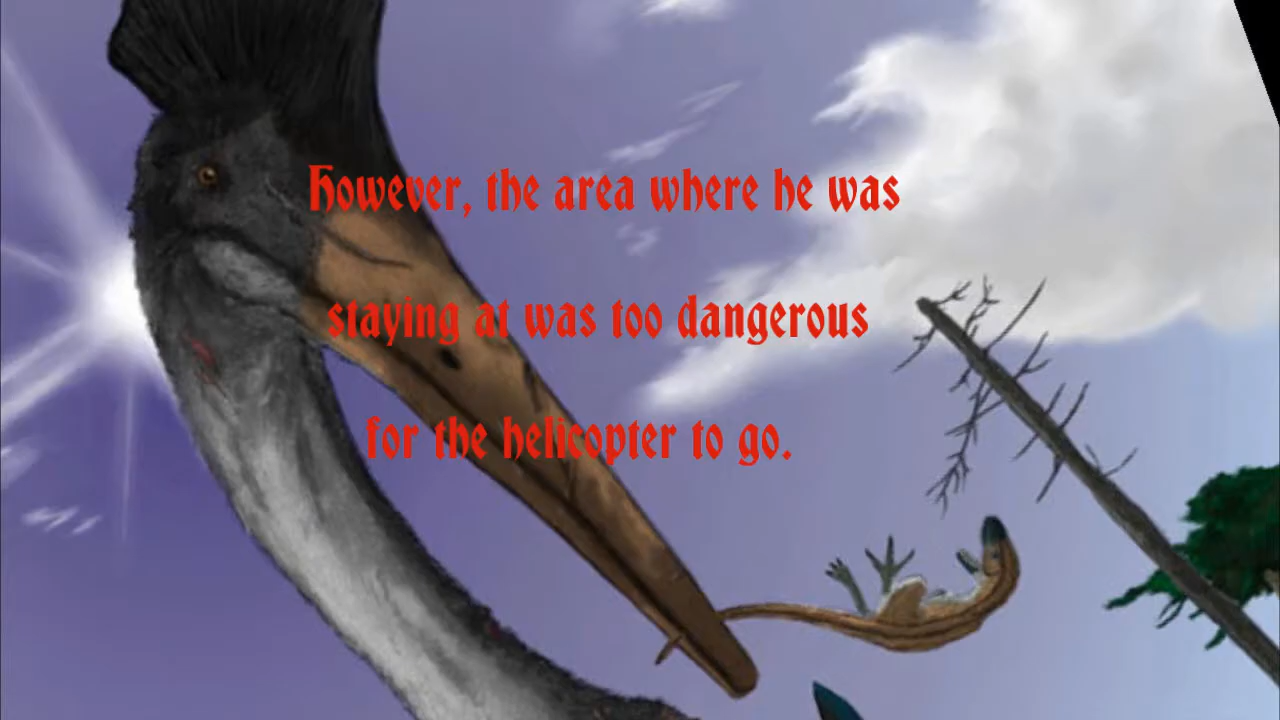 However, the area where he was
staying at was too dangerous
for the helicopter to go.